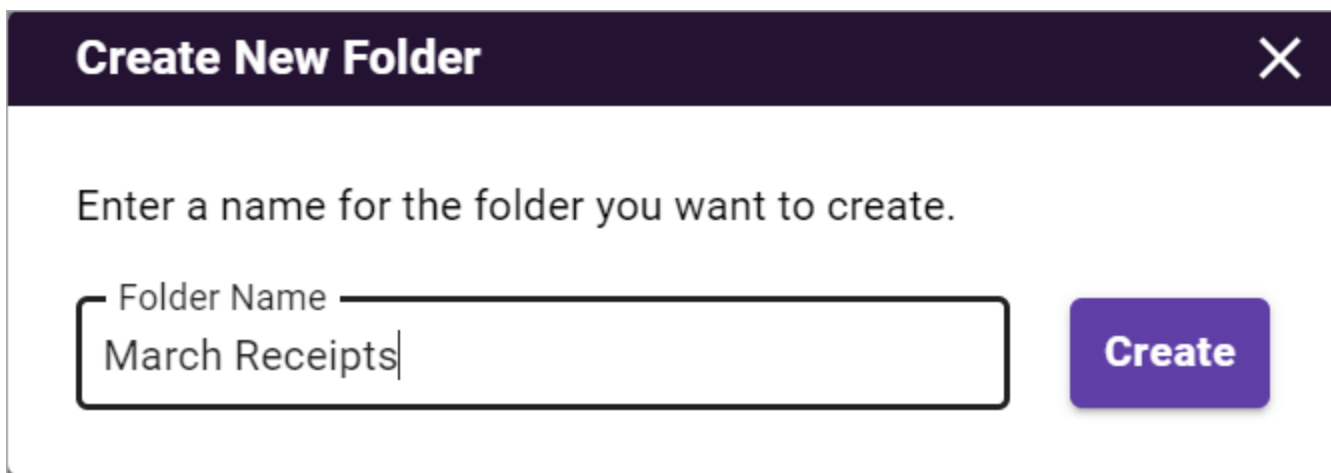 Create New Folder
Enter a name for the folder you want to create.
Folder Name
March Receipts
Create